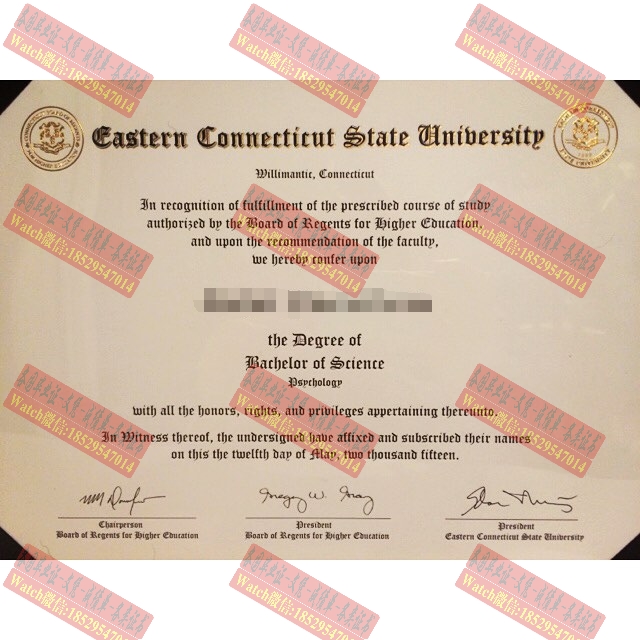 Eastern Connecticut State University
Willimantic, Connecticut
In recognition of fulfillment of the prescribed course of study
authorized by the Board of Regents for Higher Education,
and upon the recommendation of the faculty,
we hereby confer upon
the Degree of
Bachelor of Science
Psychology
with all the honors, rights, and privileges appertaining thereunto.
In Witness thereof, the undersigned have affixed and subscribed their names
on this the twelfth day of May, two thousand fifteen.
Chairperson
Board of Regents for Higher Education
President
Board of Regents for Higher Education
President
Eastern Connecticut State University
Watch微信:18529547014